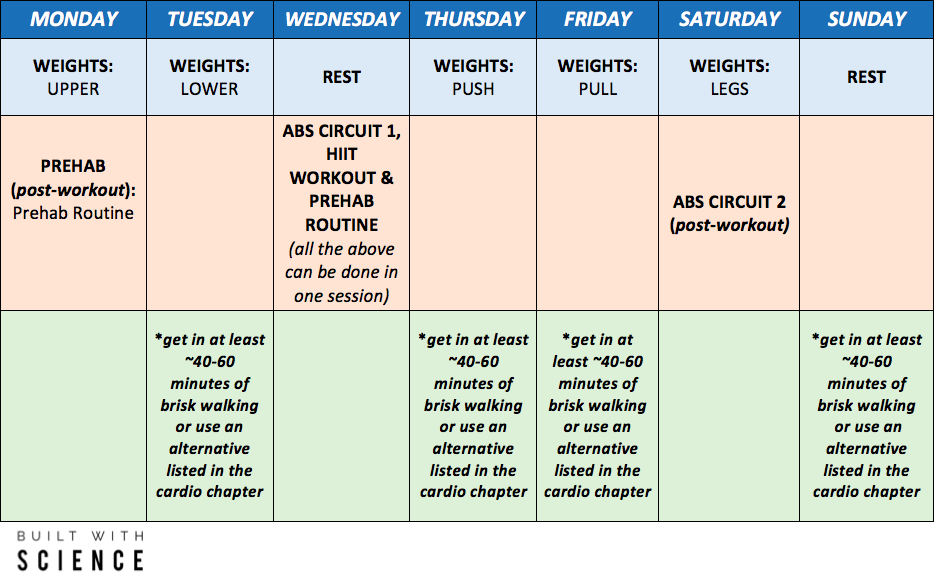 MONDAY TUESDAY WEDNESDAY THURSDAY FRIDAY SATURDAY SUNDAY
WEIGHTS:
UPPER
WEIGHTS:
LOWER
REST
WEIGHTS:
PUSH
WEIGHTS:
PULL
WEIGHTS:
LEGS
REST
PREHAB
(post-workout):
Prehab Routine
ABS CIRCUIT 1,
HIIT
WORKOUT &
PREHAB
ROUTINE
(all the above
can be done in
one session)
ABS CIRCUIT 2
(post-workout)
*get in at least
~40-60
minutes of
brisk walking
or use an
alternative
listed in the
cardio chapter
*get in at least
~40-60
minutes of
brisk walking
or use an
alternative
listed in the
cardio chapter
*get in at
least ~40-60
minutes of
brisk walking
or use an
alternative
listed in the
cardio chapter
*get in at least
~40-60
minutes of
brisk walking
or use an
alternative
listed in the
cardio chapter
BUILT WITH
SCIENCE